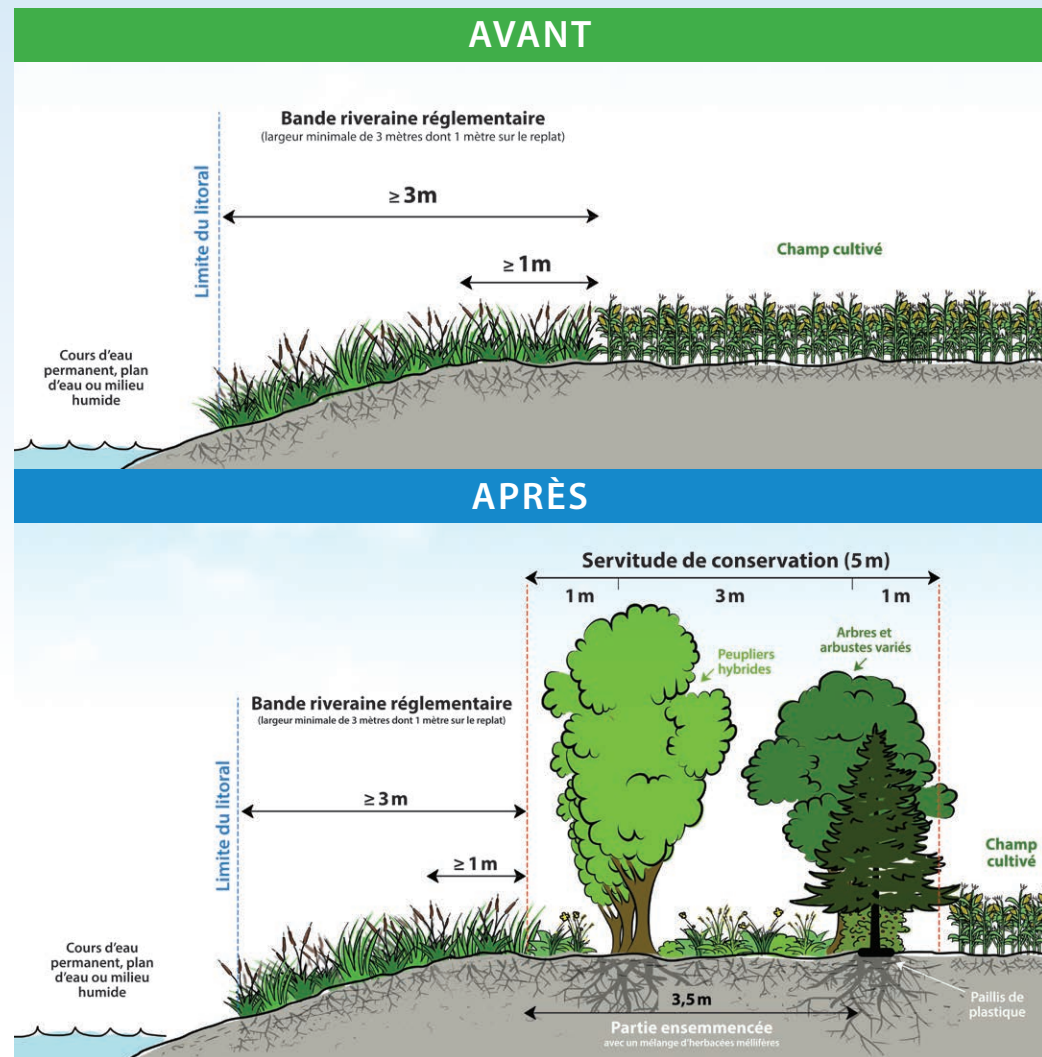 AVANT
Bande riveraine réglementaire
(largeur minimale de 3 mètres dont 1 mètre sur le replat)
Limite du litoral
≥ 3m
≥ 1m
Champ cultivé
Cours d'eau
permanent, plan
d'eau ou milieu
humide
APRÈS
Servitude de conservation (5 m)
1 m
3 m
1 m
Peupliers
hybrides
Arbres et
arbustes variés
Bande riveraine réglementaire
(largeur minimale de 3 mètres dont 1 mètre sur le replat)
Limite du litoral
≥ 3 m
≥ 1 m
Champ
cultivé
Cours d'eau
permanent, plan
d'eau ou milieu
humide
3,5 m
Partie ensemmencée
avec un mélange d'herbacées méllifères
Paillis de
plastique